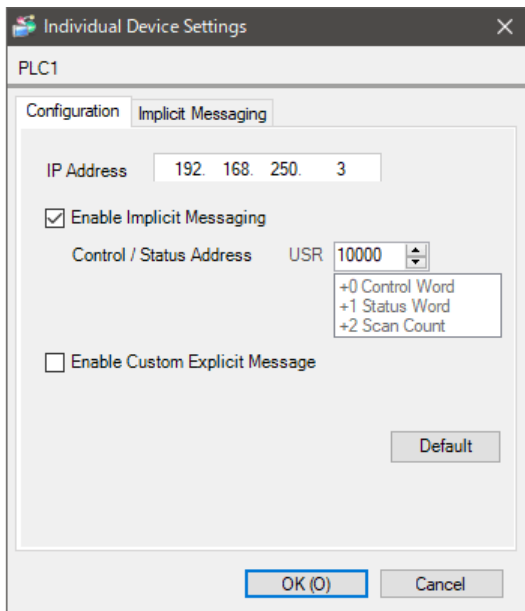 Individual Device Settings
PLC1
Configuration Implicit Messaging
IP Address 192. 168. 250. 3
Enable Implicit Messaging
Control / Status Address USR 10000
+0 Control Word
+1 Status Word
+2 Scan Count
Enable Custom Explicit Message
Default
OK (O) Cancel